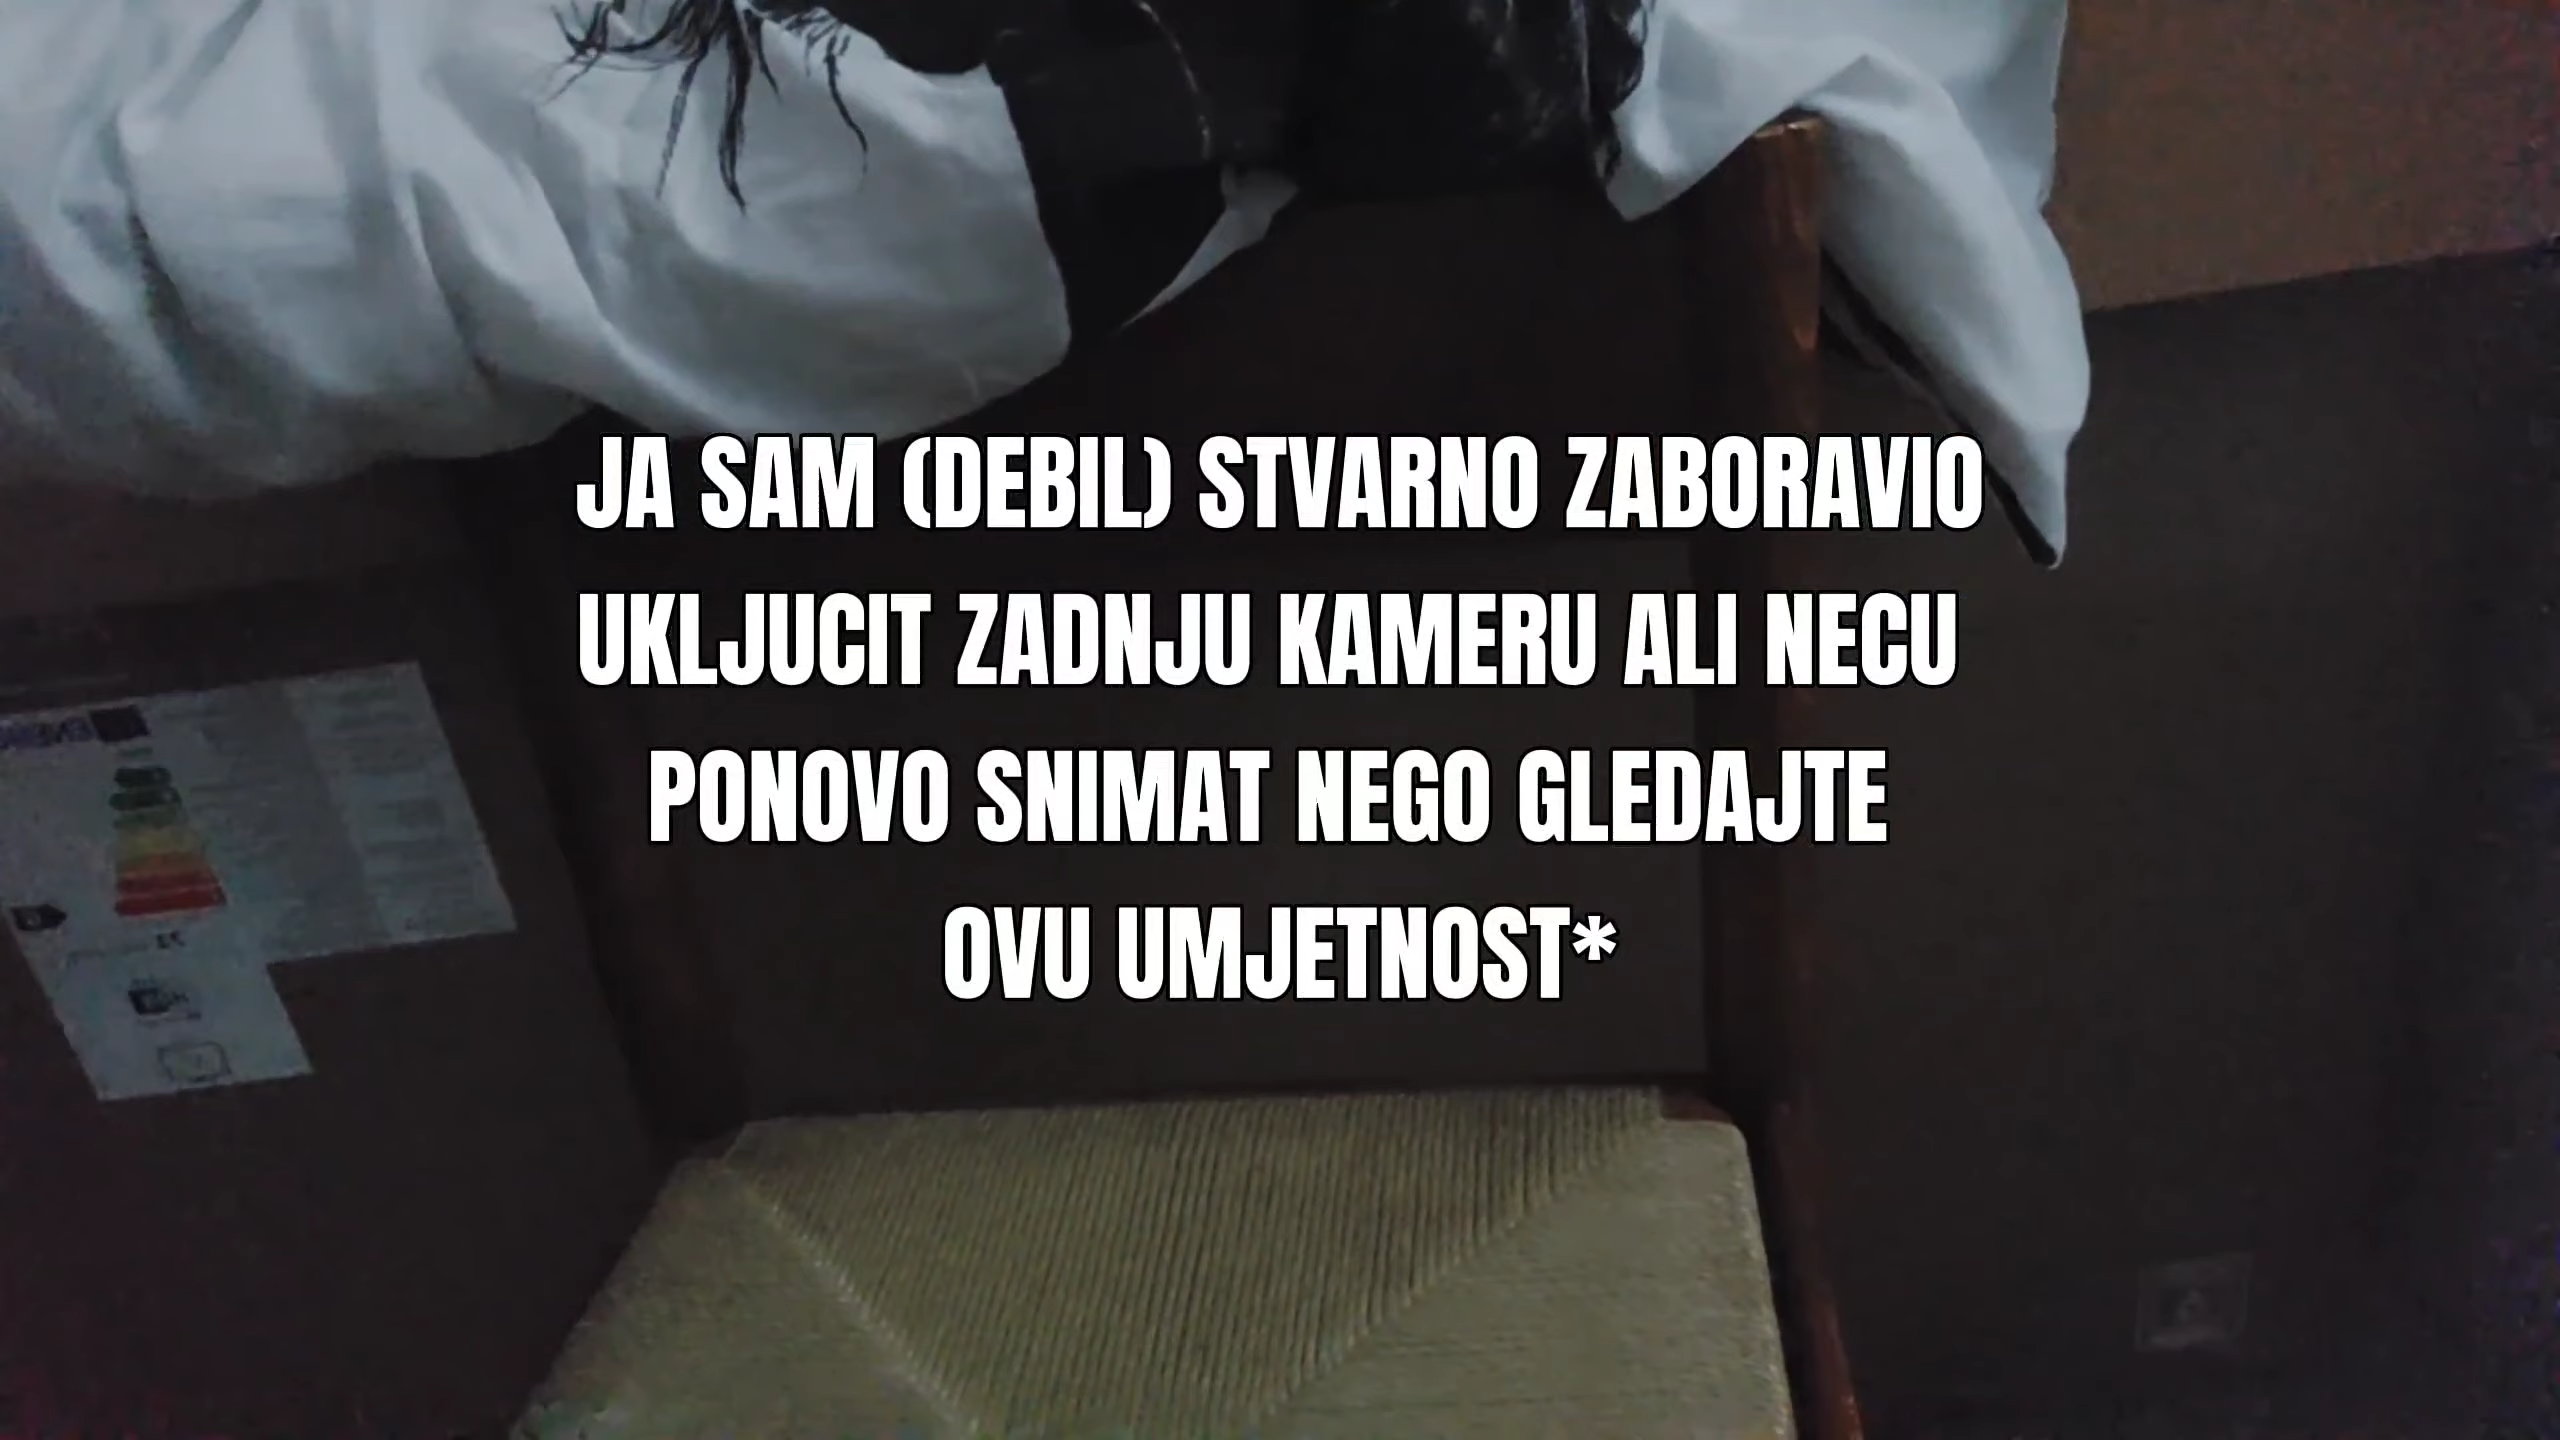 JA SAM (DEBIL) STVARNO ZABORAVIO
UKLJUCIT ZADNJU KAMERU ALI NECU
PONOVO SNIMAT NEGO GLEDAJTE
OVU UMJETNOST*